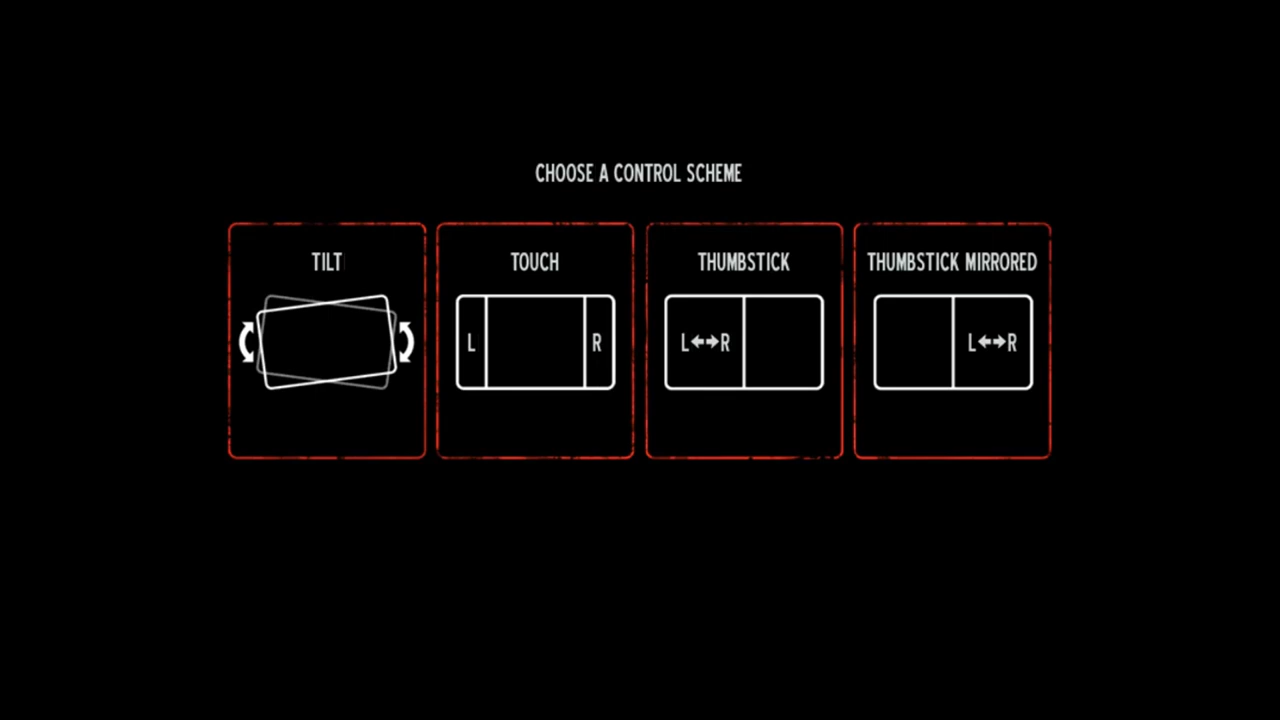 CHOOSE A CONTROL SCHEME
TILT
TOUCH
THUMBSTICK
THUMBSTICK MIRRORED
L
R
L R
L R